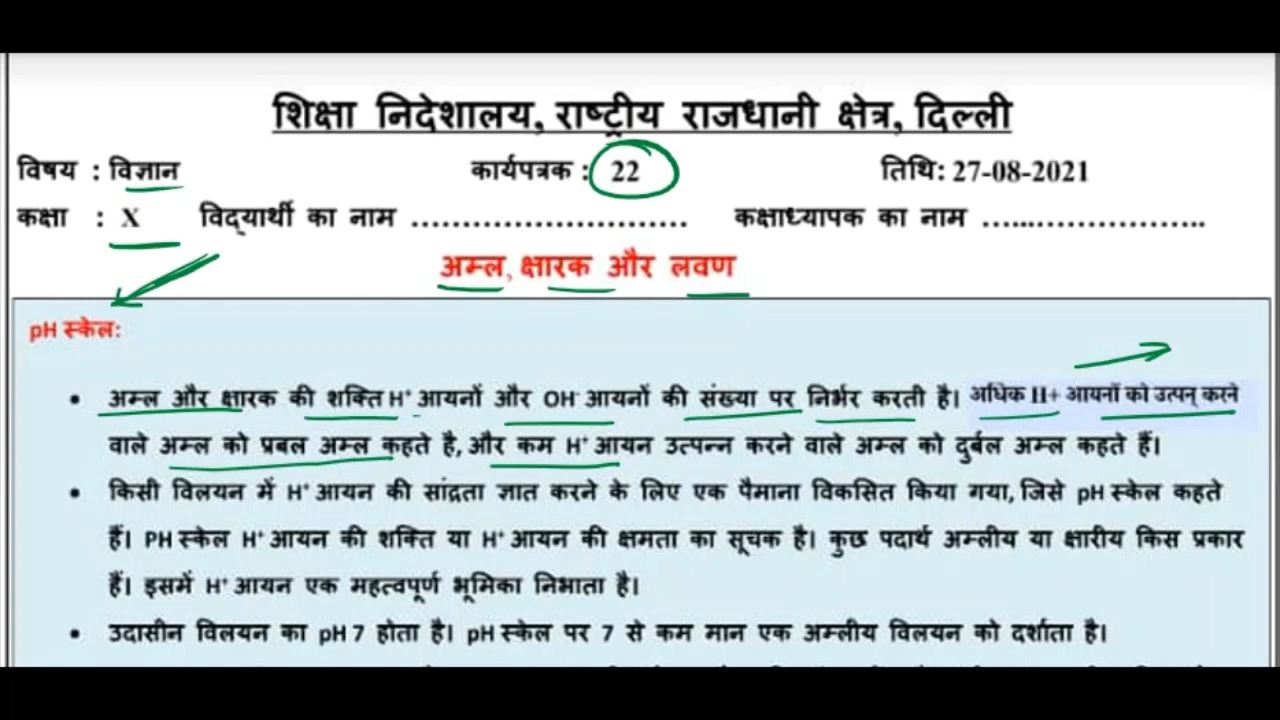 शिक्षा निदेशालय, राष्ट्रीय राजधानी क्षेत्र, दिल्ली
विषय : विज्ञान कार्यपत्रक : 22 तिथि: 27-08-2021
कक्षा : X विद्यार्थी का नाम ........................... कक्षाध्यापक का नाम .........................
अम्ल, क्षारक और लवण
pH स्केल:
• अम्ल और क्षारक की शक्ति H⁺ आयनों और OH⁻ आयनों की संख्या पर निर्भर करती है। अधिक H+ आयनों को उत्पन् करने
वाले अम्ल को प्रबल अम्ल कहते है, और कम H⁺ आयन उत्पन्न करने वाले अम्ल को दुर्बल अम्ल कहते हैं।
• किसी विलयन में H⁺ आयन की सांद्रता ज्ञात करने के लिए एक पैमाना विकसित किया गया, जिसे pH स्केल कहते
हैं। PH स्केल H⁺ आयन की शक्ति या H⁺ आयन की क्षमता का सूचक है। कुछ पदार्थ अम्लीय या क्षारीय किस प्रकार
हैं। इसमें H⁺ आयन एक महत्वपूर्ण भूमिका निभाता है।
• उदासीन विलयन का pH 7 होता है। pH स्केल पर 7 से कम मान एक अम्लीय विलयन को दर्शाता है।